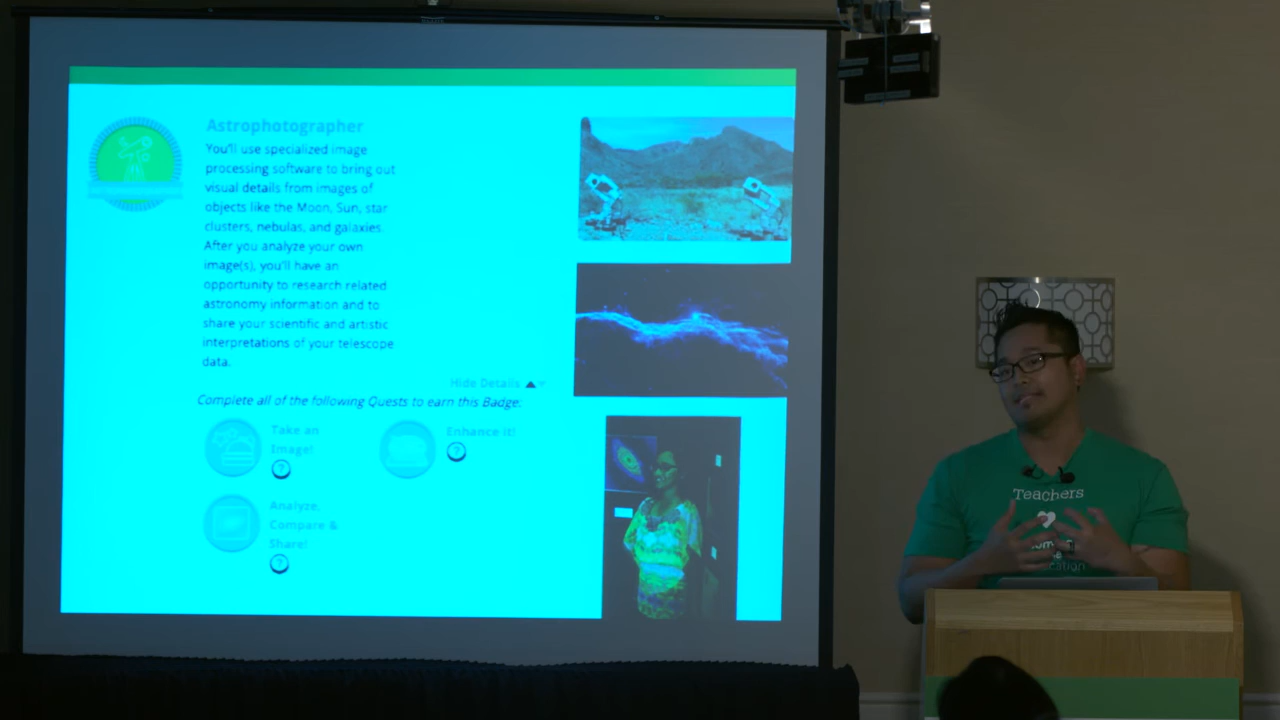 Astrophotographer
You'll use specialized image
processing software to bring out
visual details from images of
objects like the Moon, Sun, star
clusters, nebulas, and galaxies.
After you analyze your own
image(s), you'll have an
opportunity to research related
astronomy information and to
share your scientific and artistic
interpretations of your telescope
data.
Hide Details
Complete all of the following Quests to earn this Badge:
Take an
Image!
?
Enhance it!
?
Analyze,
Compare &
Share!
?
Teachers